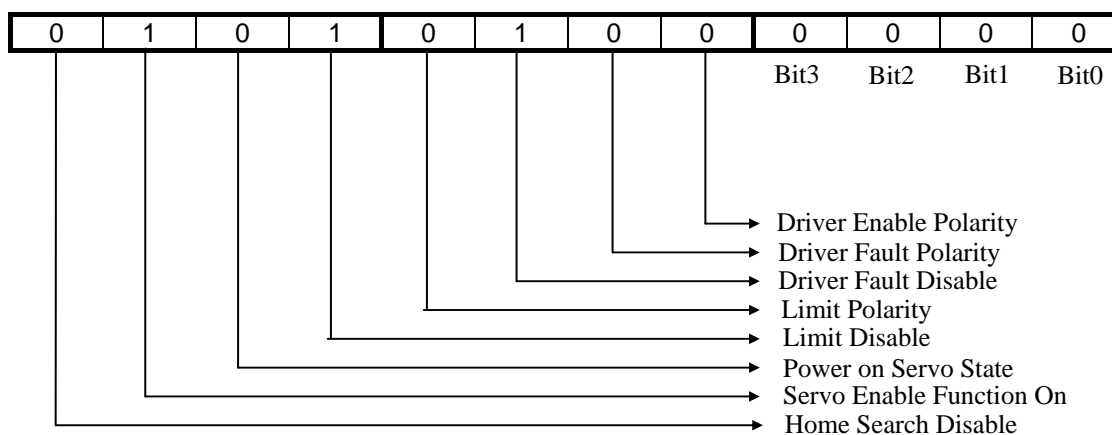 0 1 0 1 0 1 0 0 0 0 0 0
Bit3 Bit2 Bit1 Bit0
Driver Enable Polarity
Driver Fault Polarity
Driver Fault Disable
Limit Polarity
Limit Disable
Power on Servo State
Servo Enable Function On
Home Search Disable